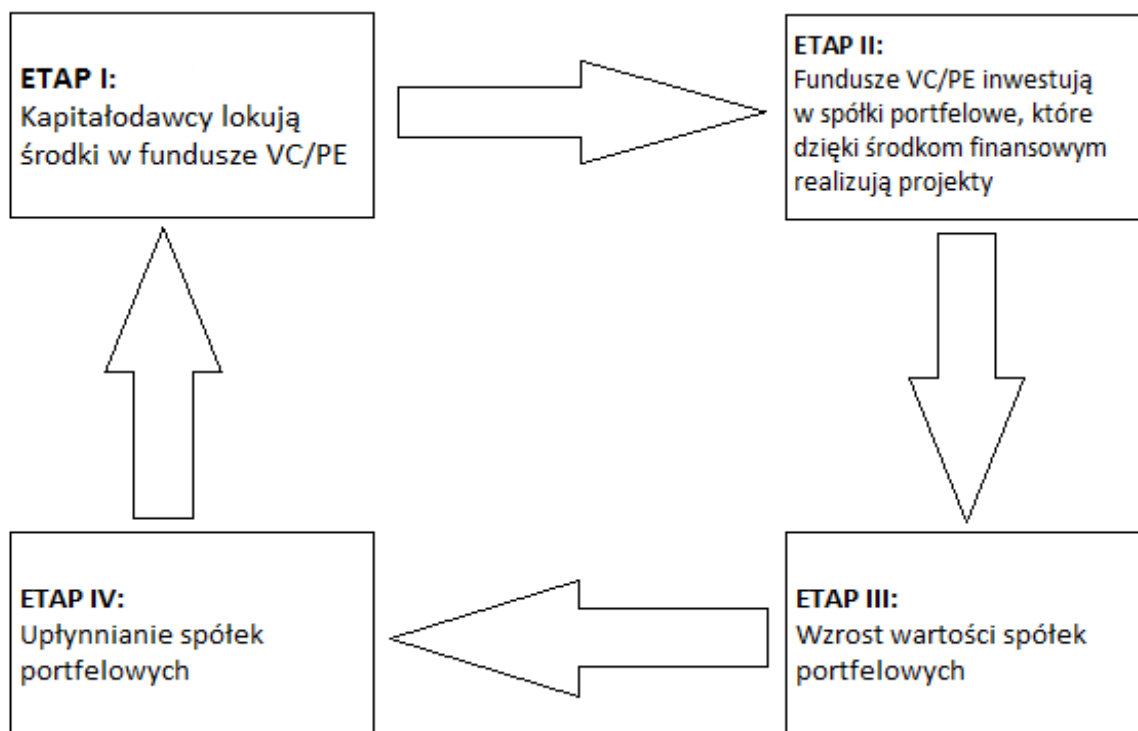 ETAP I:
Kapitałodawcy lokują
środki w fundusze VC/PE
ETAP II:
Fundusze VC/PE inwestują
w spółki portfelowe, które
dzięki środkom finansowym
realizują projekty
ETAP III:
Wzrost wartości spółek
portfelowych
ETAP IV:
Upłynnianie spółek
portfelowych